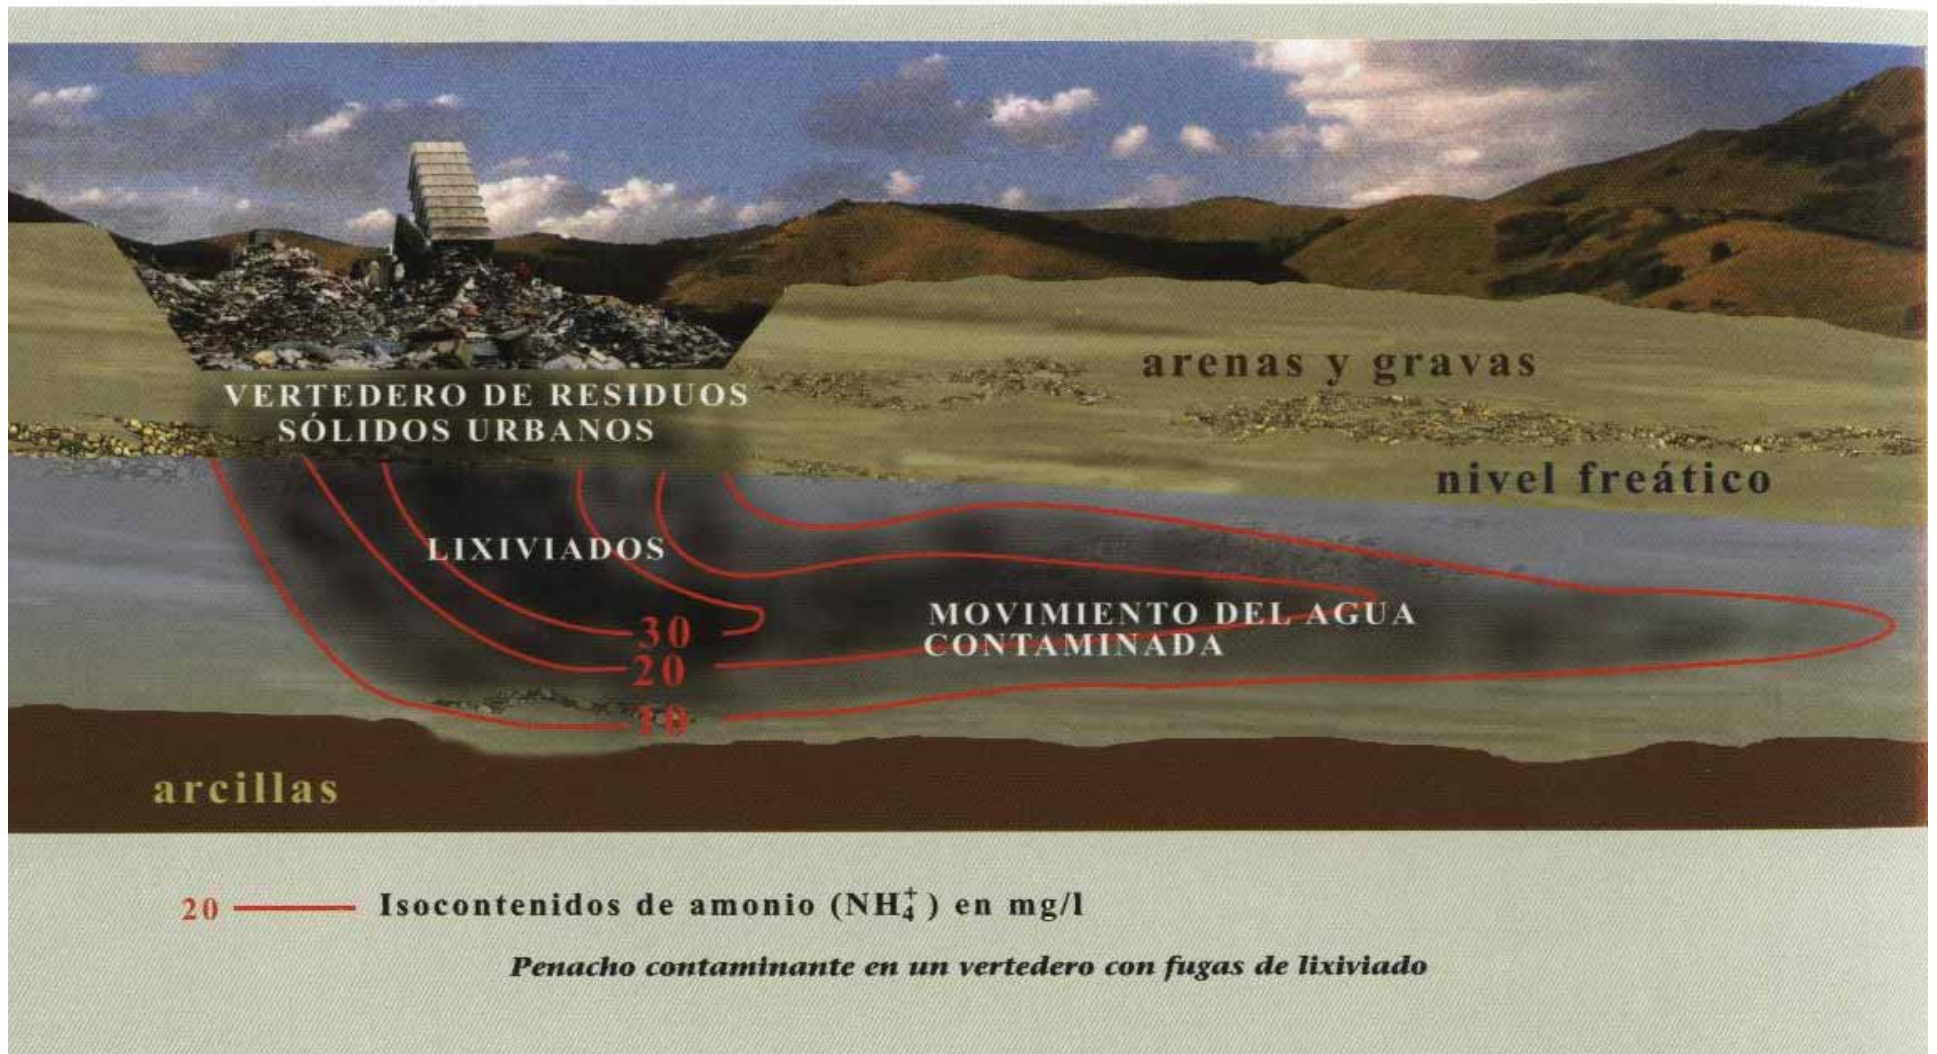 VERTEDERO DE RESIDUOS
SÓLIDOS URBANOS
arenas y gravas
nivel freático
LIXIVIADOS
30
20
10
MOVIMIENTO DEL AGUA
CONTAMINADA
arcillas
20 Isocontenidos de amonio (NH₄⁺) en mg/l
Penacho contaminante en un vertedero con fugas de lixiviado